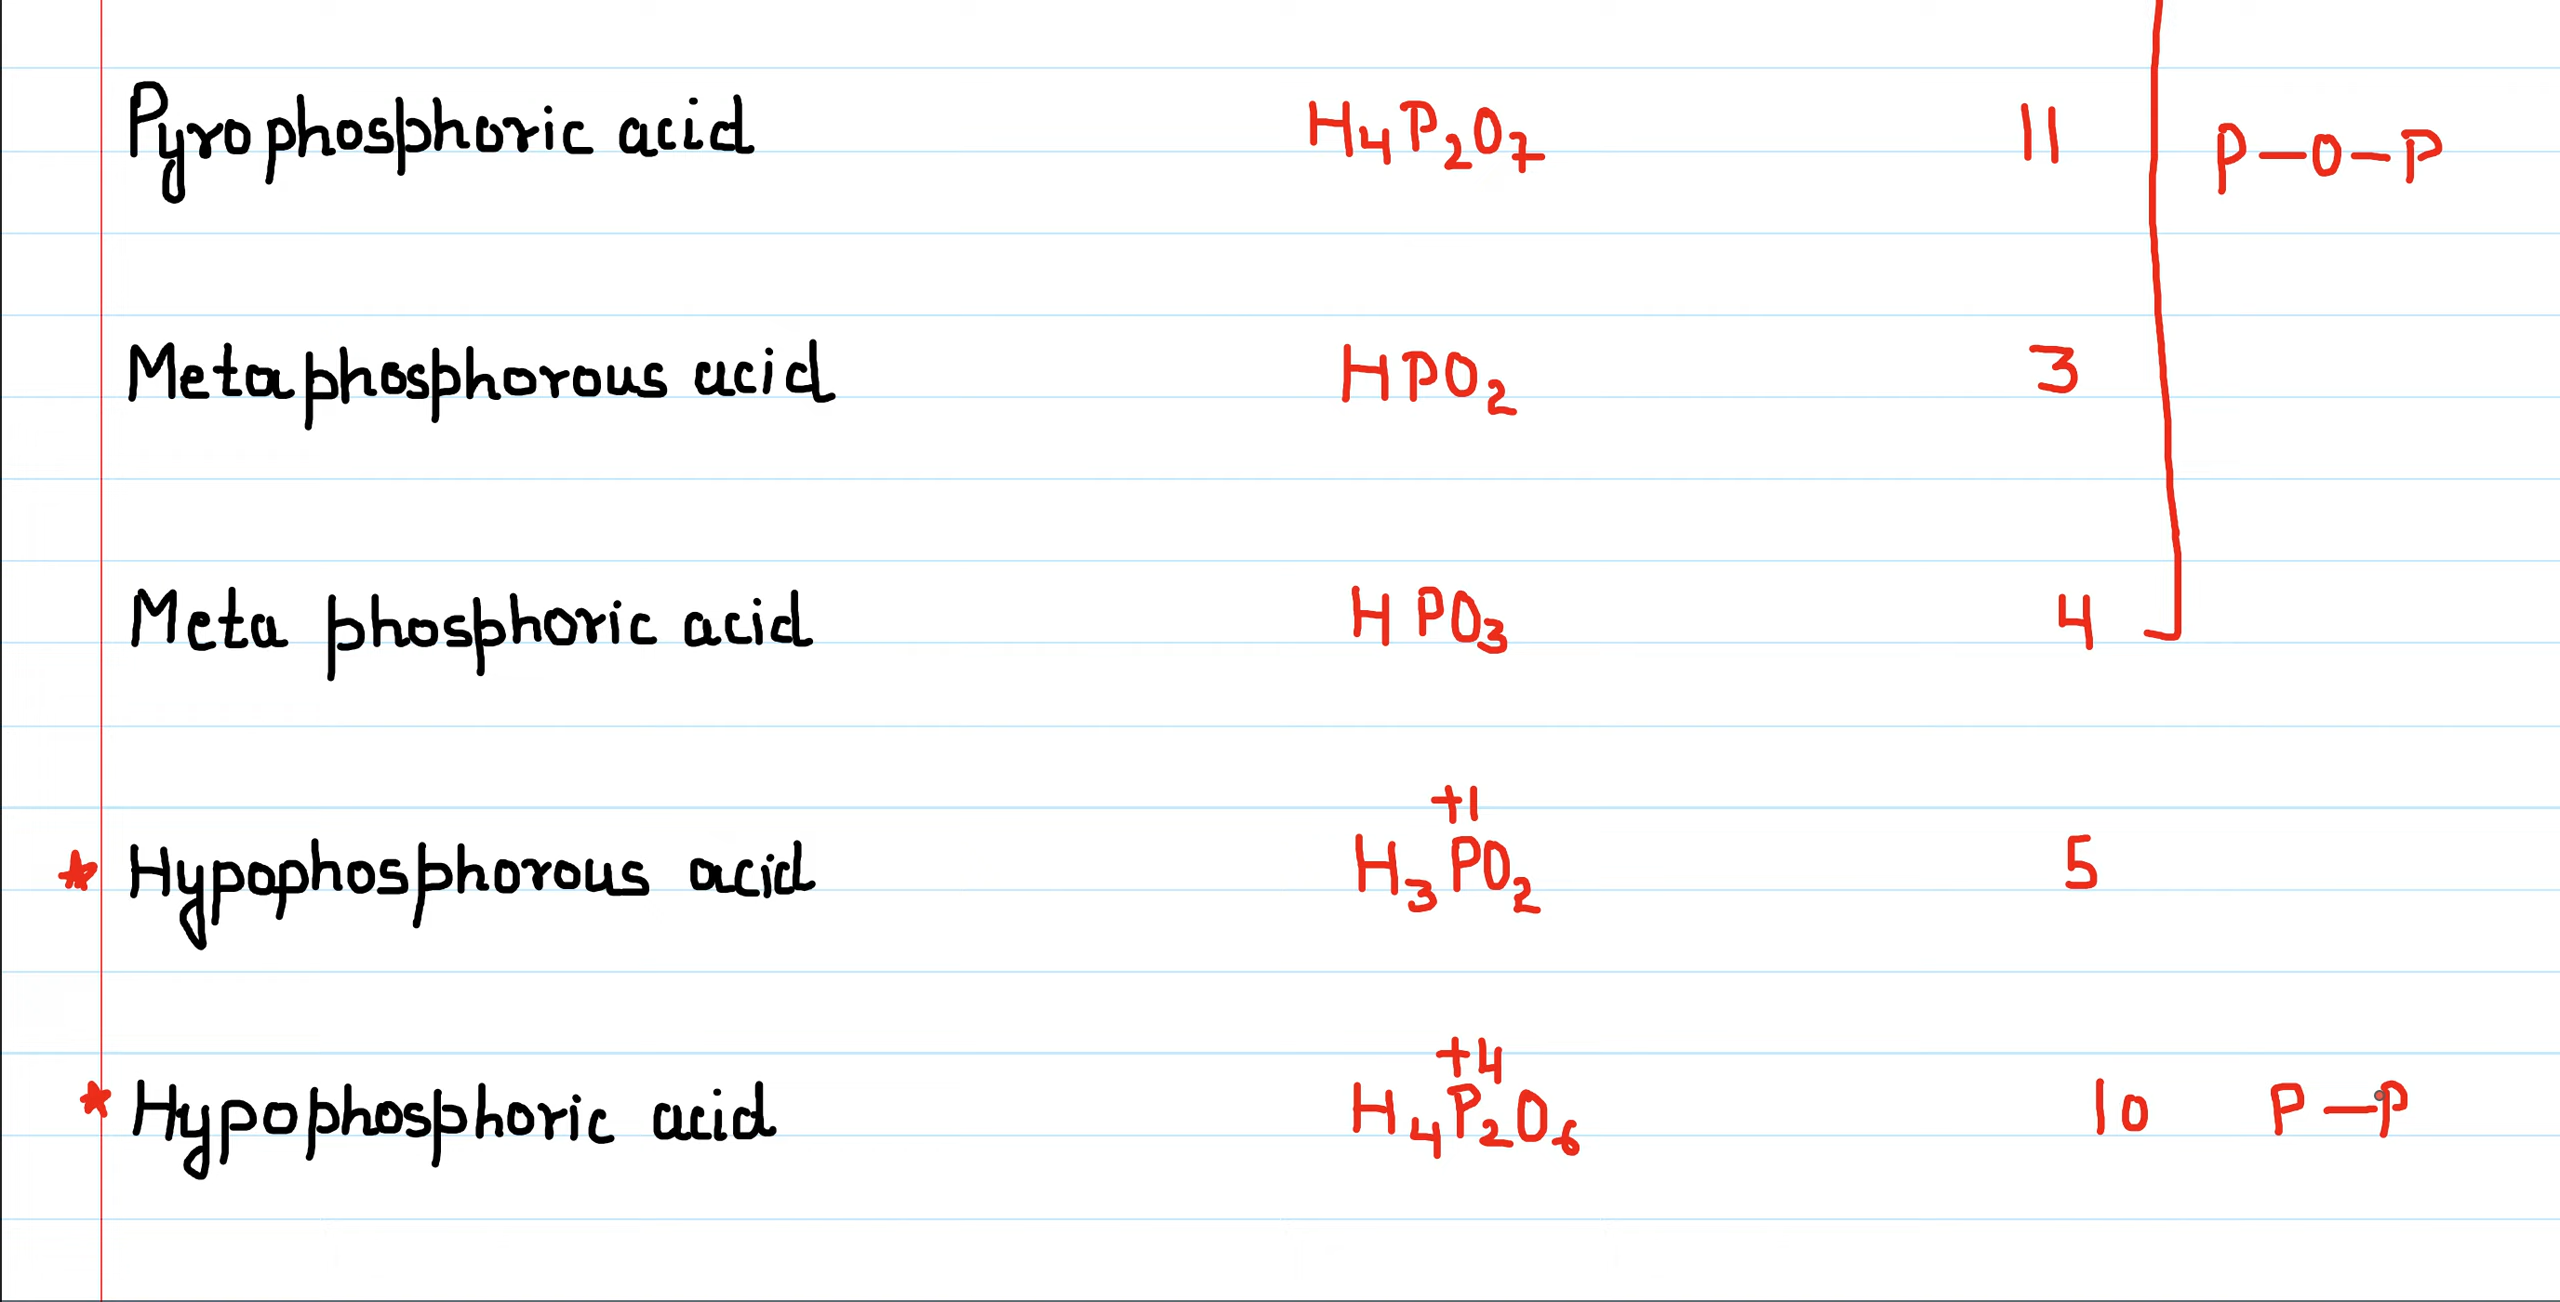 Pyrophosphoric acid H₄P₂O₇ 11 P—O—P
Metaphosphorous acid HPO₂ 3
Meta phosphoric acid HPO₃ 4
+1
* Hypophosphorous acid H₃PO₂ 5
+4
* Hypophosphoric acid H₄P₂O₆ 10 P—P